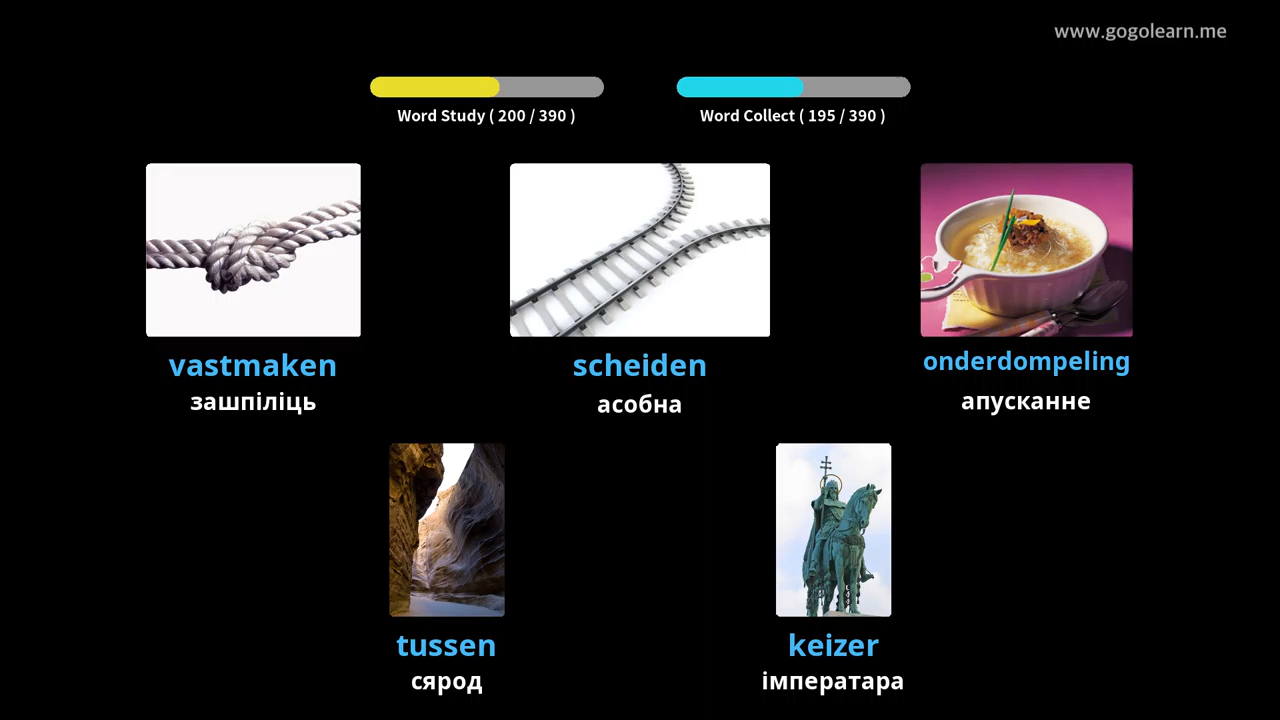 www.gogolearn.me
Word Study ( 200 / 390 )
Word Collect ( 195 / 390 )
vastmaken
зашпіліць
scheiden
асобна
onderdompeling
апусканне
tussen
сярод
keizer
імператара